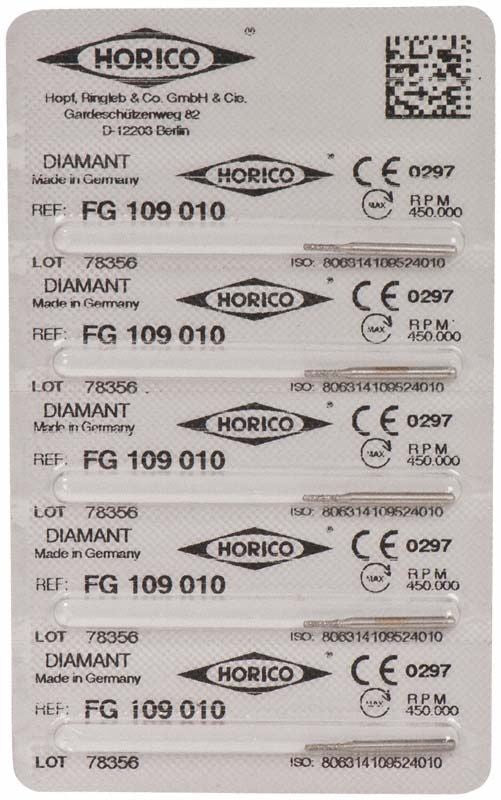 HORICO ®
Hopf, Ringleb & Co. GmbH & Cie.
Gardeschützenweg 82
D-12203 Berlin
DIAMANT HORICO ® CE 0297
Made in Germany
REF: FG 109 010 MAX RPM 450.000
LOT 78356 ISO: 806314109524010
DIAMANT HORICO ® CE 0297
Made in Germany
REF: FG 109 010 MAX RPM 450.000
LOT 78356 ISO: 806314109524010
DIAMANT HORICO ® CE 0297
Made in Germany
REF: FG 109 010 MAX RPM 450.000
LOT 78356 ISO: 806314109524010
DIAMANT HORICO ® CE 0297
Made in Germany
REF: FG 109 010 MAX RPM 450.000
LOT 78356 ISO: 806314109524010
DIAMANT HORICO ® CE 0297
Made in Germany
REF: FG 109 010 MAX RPM 450.000
LOT 78356 ISO: 806314109524010